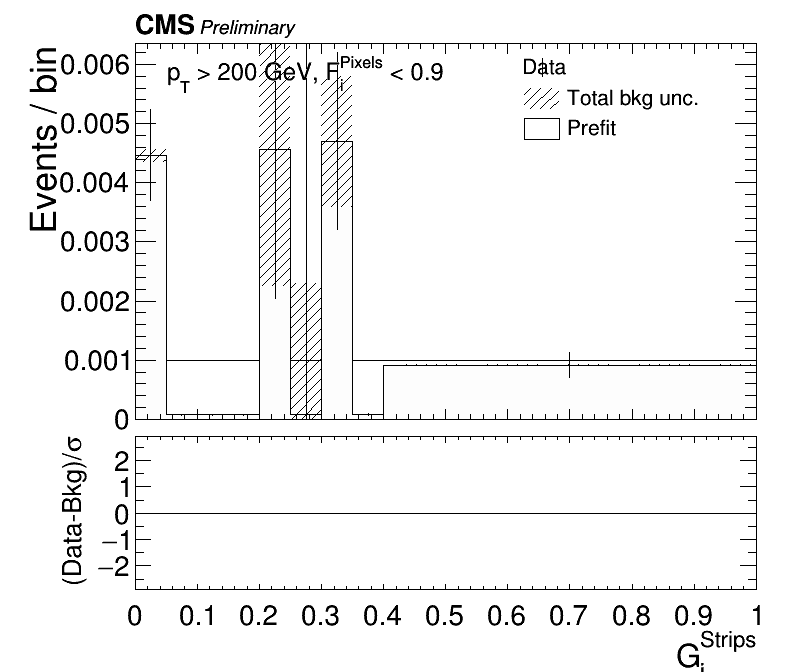 CMS Preliminary
Events / bin
0.006
0.005
0.004
0.003
0.002
0.001
0
p_T > 200 GeV, F_i^Pixels < 0.9
Data
Total bkg unc.
Prefit
(Data-Bkg)/σ
2
1
0
−1
−2
0 0.1 0.2 0.3 0.4 0.5 0.6 0.7 0.8 0.9 1
G_i^Strips